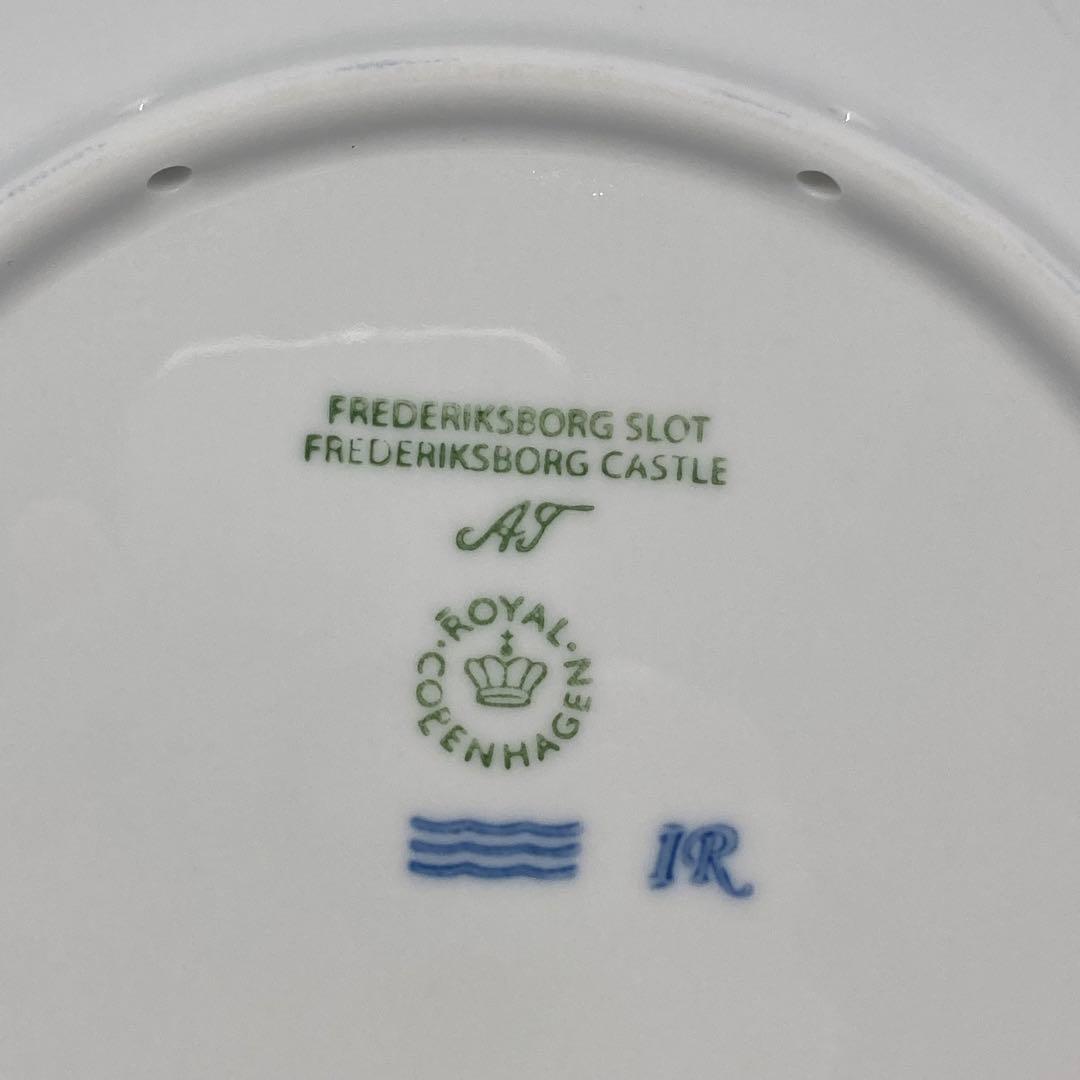 FREDERIKSBORG SLOT
FREDERIKSBORG CASTLE
AT
ROYAL
COPENHAGEN
IR